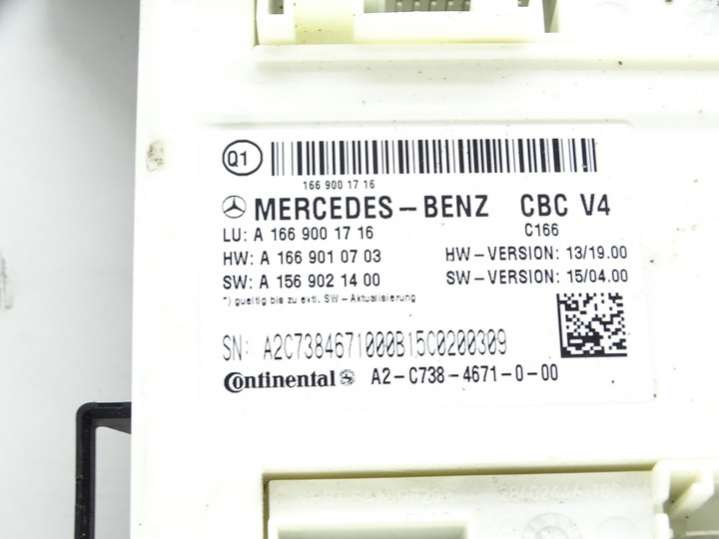 Q1
166 900 17 16
MERCEDES-BENZ CBC V4
LU: A 166 900 17 16 C166
HW: A 166 901 07 03 HW-VERSION: 13/19.00
SW: A 156 902 14 00 SW-VERSION: 15/04.00
*) gueltig bis zu extl. SW-Aktualisierung
SN: A2C7384671000B15C0200309
Continental A2-C738-4671-0-00